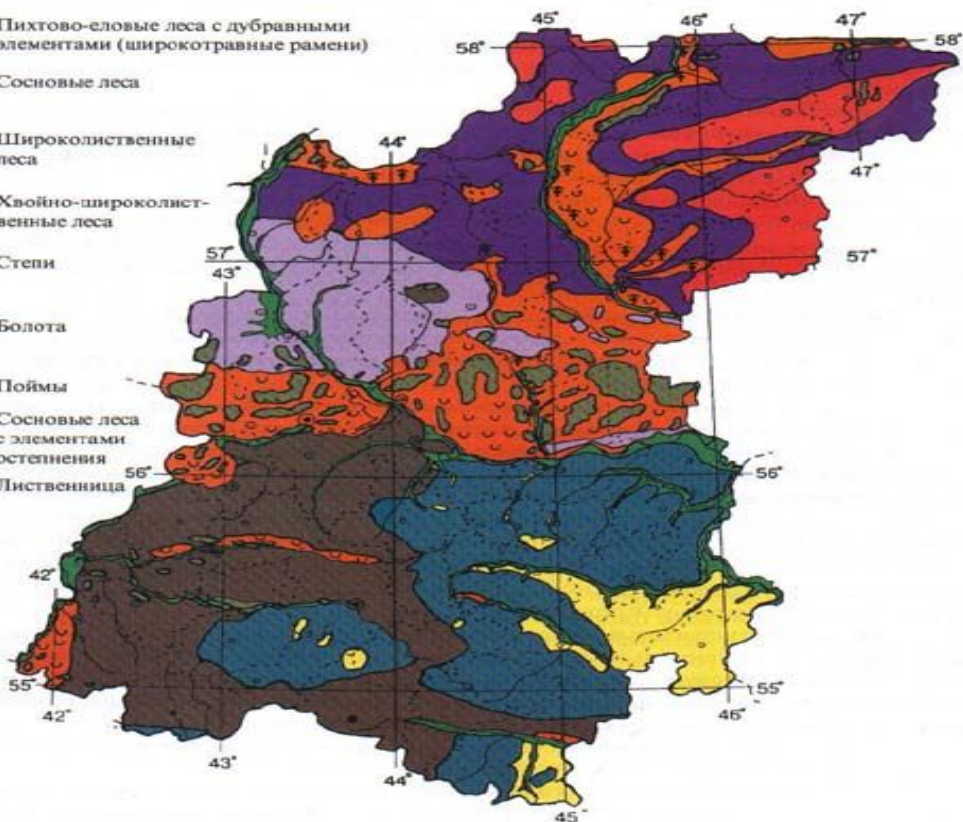 Пихтово-еловые леса с дубравными
элементами (широкотравные рамени)
Сосновые леса
Широколиственные
леса
Хвойно-широколист-
венные леса
Степи
Болота
Поймы
Сосновые леса
с элементами
остепнения
Лиственница
45°
46°
47°
58°
58°
44°
47°
57°
57°
43°
56°
56°
42°
55°
55°
42°
46°
43°
44°
45°